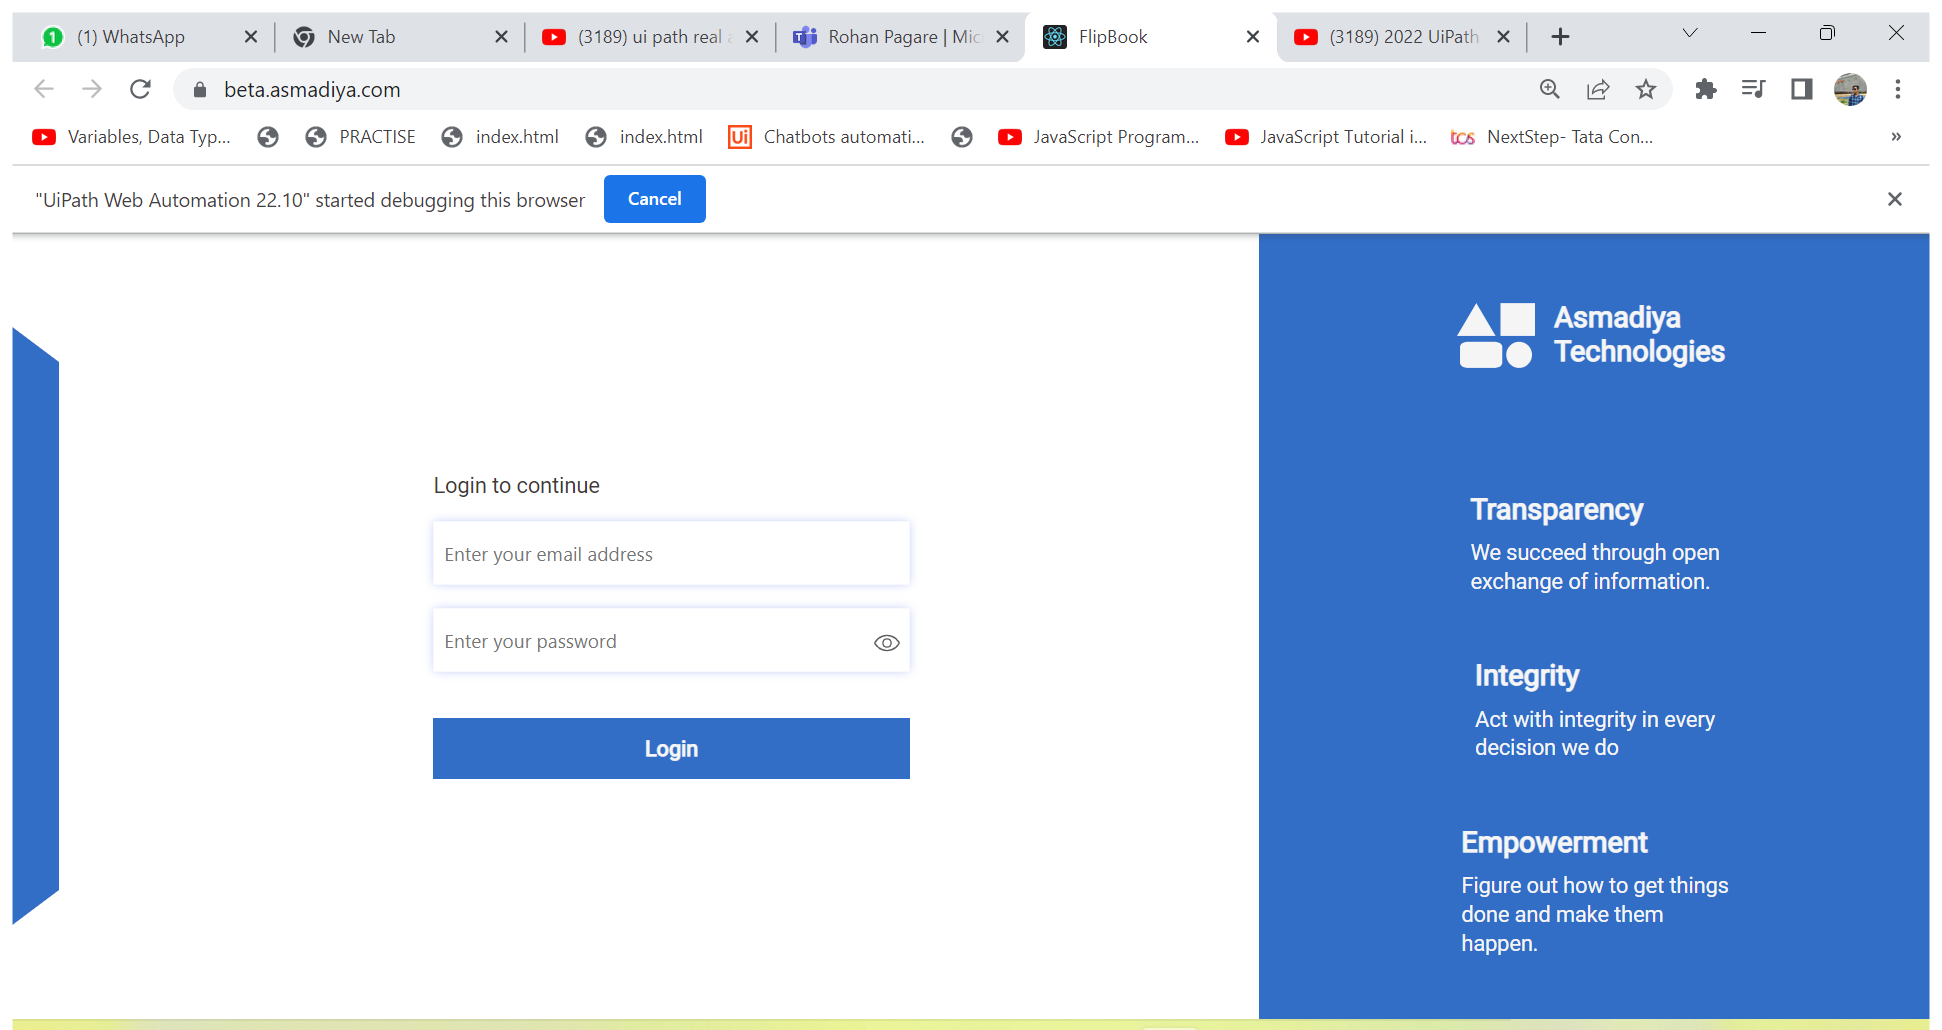 1 (1) WhatsApp New Tab (3189) ui path real Rohan Pagare | Mic FlipBook (3189) 2022 UiPath
beta.asmadiya.com
Variables, Data Typ... PRACTISE index.html index.html Ui Chatbots automati... JavaScript Program... JavaScript Tutorial i... tcs NextStep- Tata Con... »
"UiPath Web Automation 22.10" started debugging this browser Cancel
Asmadiya
Technologies
Login to continue
Enter your email address
Enter your password
Login
Transparency
We succeed through open
exchange of information.
Integrity
Act with integrity in every
decision we do
Empowerment
Figure out how to get things
done and make them
happen.